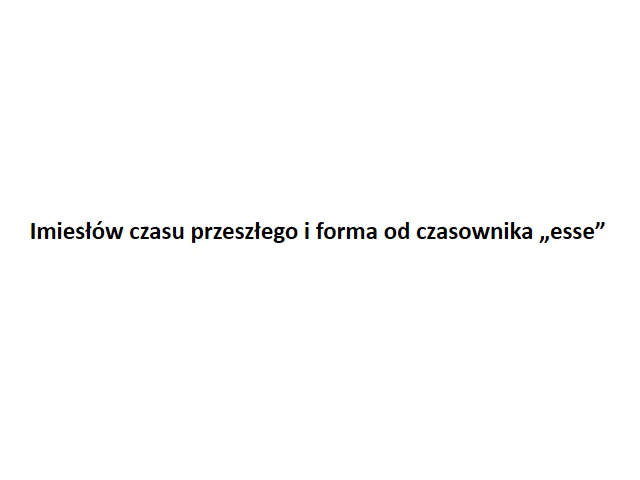 Imiesłów czasu przeszłego i forma od czasownika „esse”